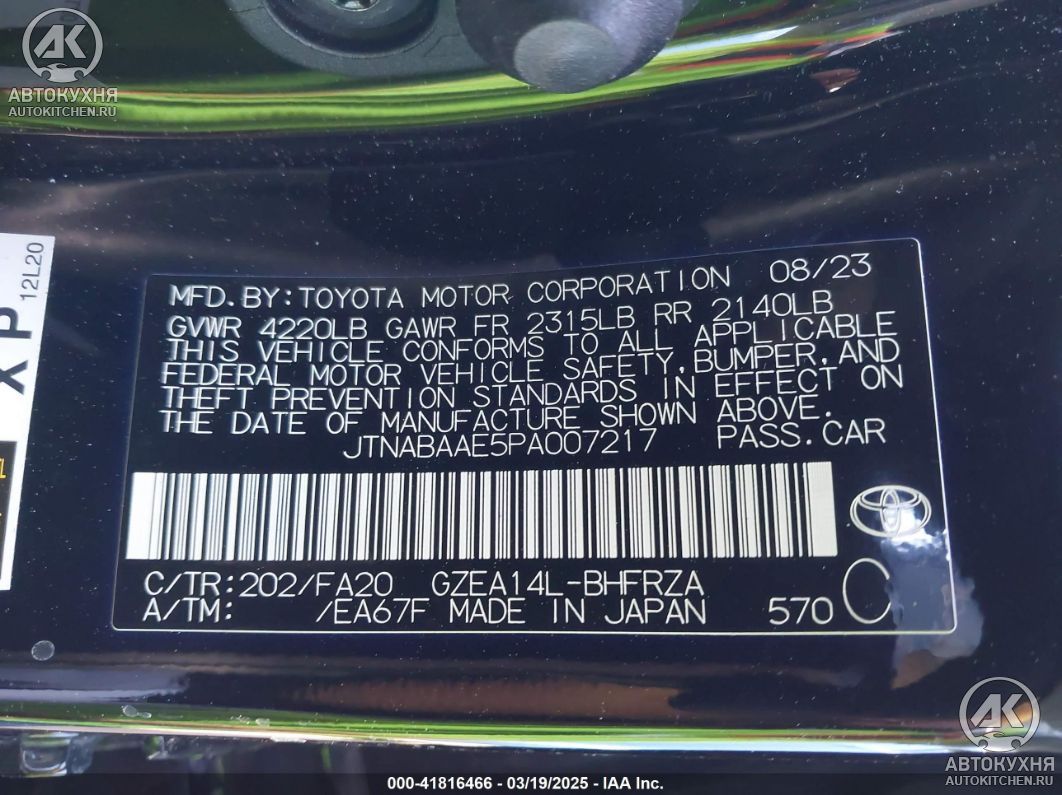 АВТОКУХНЯ
AUTOKITCHEN.RU
12L20
XP
MFD.BY:TOYOTA MOTOR CORPORATION 08/23
GVWR 4220LB GAWR FR 2315LB RR 2140LB
THIS VEHICLE CONFORMS TO ALL APPLICABLE
FEDERAL MOTOR VEHICLE SAFETY,BUMPER,AND
THEFT PREVENTION STANDARDS IN EFFECT ON
THE DATE OF MANUFACTURE SHOWN ABOVE.
JTNABAAE5PA007217 PASS.CAR
C/TR:202/FA20 GZEA14L-BHFRZA
A/TM: /EA67F MADE IN JAPAN 570 C
АВТОКУХНЯ
AUTOKITCHEN.RU
000-41816466 - 03/19/2025 - IAA Inc.